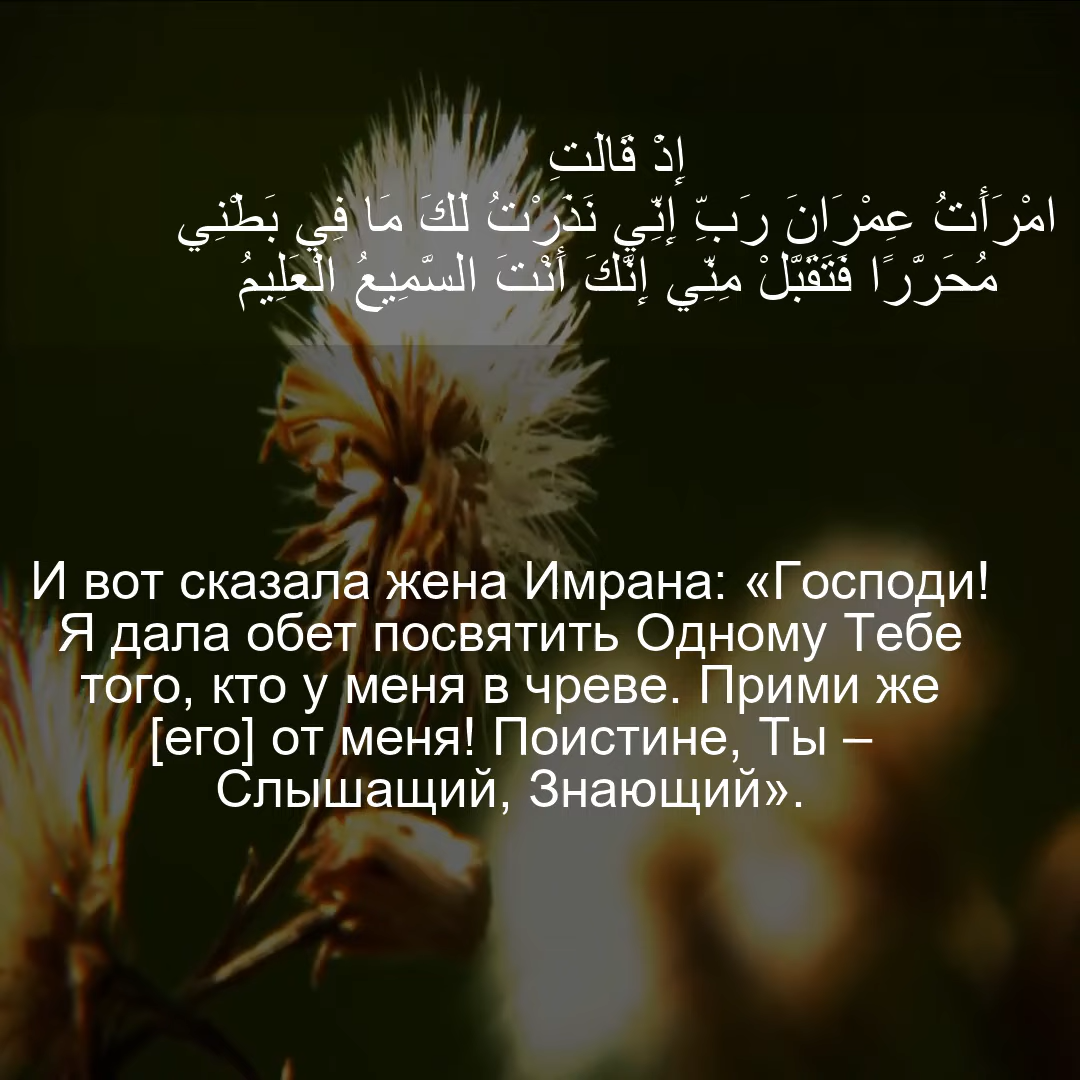 إِذْ قَالَتِ
امْرَأَتُ عِمْرَانَ رَبِّ إِنِّي نَذَرْتُ لَكَ مَا فِي بَطْنِي
مُحَرَّرًا فَتَقَبَّلْ مِنِّي إِنَّكَ أَنْتَ السَّمِيعُ الْعَلِيمُ
И вот сказала жена Имрана: «Господи!
Я дала обет посвятить Одному Тебе
того, кто у меня в чреве. Прими же
[его] от меня! Поистине, Ты –
Слышащий, Знающий».